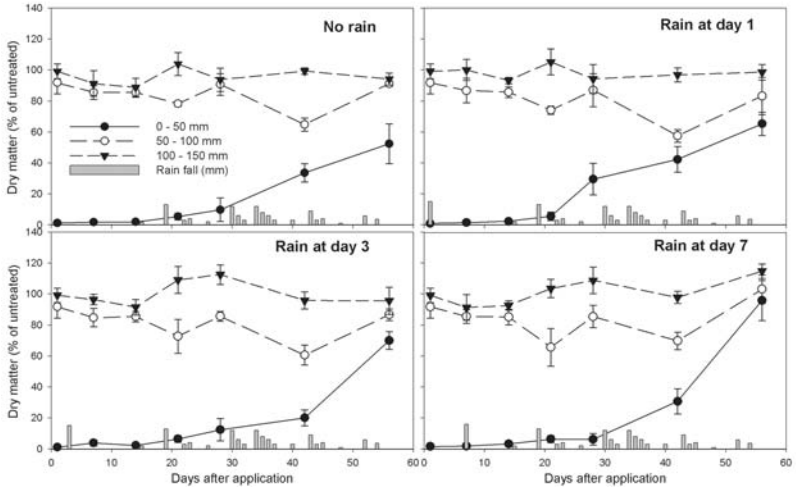 140
120
100
80
60
40
20
0
Dry matter (% of untreated)
No rain
0 - 50 mm
50 - 100 mm
100 - 150 mm
Rain fall (mm)
Rain at day 1
140
120
100
80
60
40
20
0
Dry matter (% of untreated)
Rain at day 3
Rain at day 7
0 10 20 30 40 50 60
Days after application
0 10 20 30 40 50 60
Days after application